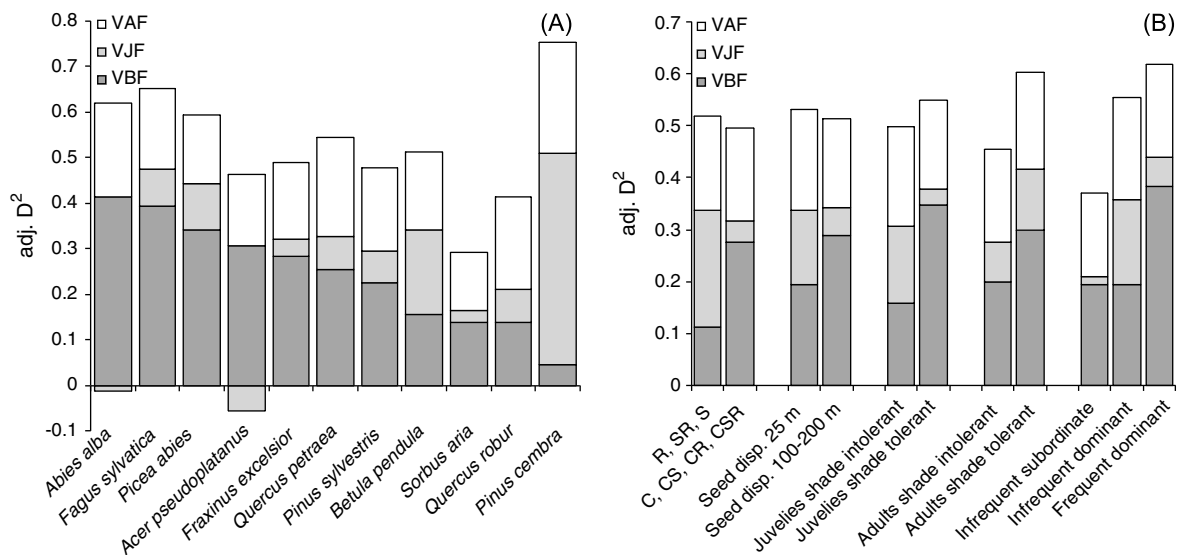 (A)
VAF
VJF
VBF
adj. D²
0.8
0.7
0.6
0.5
0.4
0.3
0.2
0.1
0
-0.1
Abies alba
Fagus sylvatica
Picea abies
Acer pseudoplatanus
Fraxinus excelsior
Quercus petraea
Pinus sylvestris
Betula pendula
Sorbus aria
Quercus robur
Pinus cembra
(B)
VAF
VJF
VBF
adj. D²
0.7
0.6
0.5
0.4
0.3
0.2
0.1
0
R, SR, S
C, CS, CR, CSR
Seed disp. 25 m
Seed disp. 100-200 m
Juvelies shade intolerant
Juvelies shade tolerant
Adults shade intolerant
Adults shade tolerant
Infrequent subordinate
Infrequent dominant
Frequent dominant